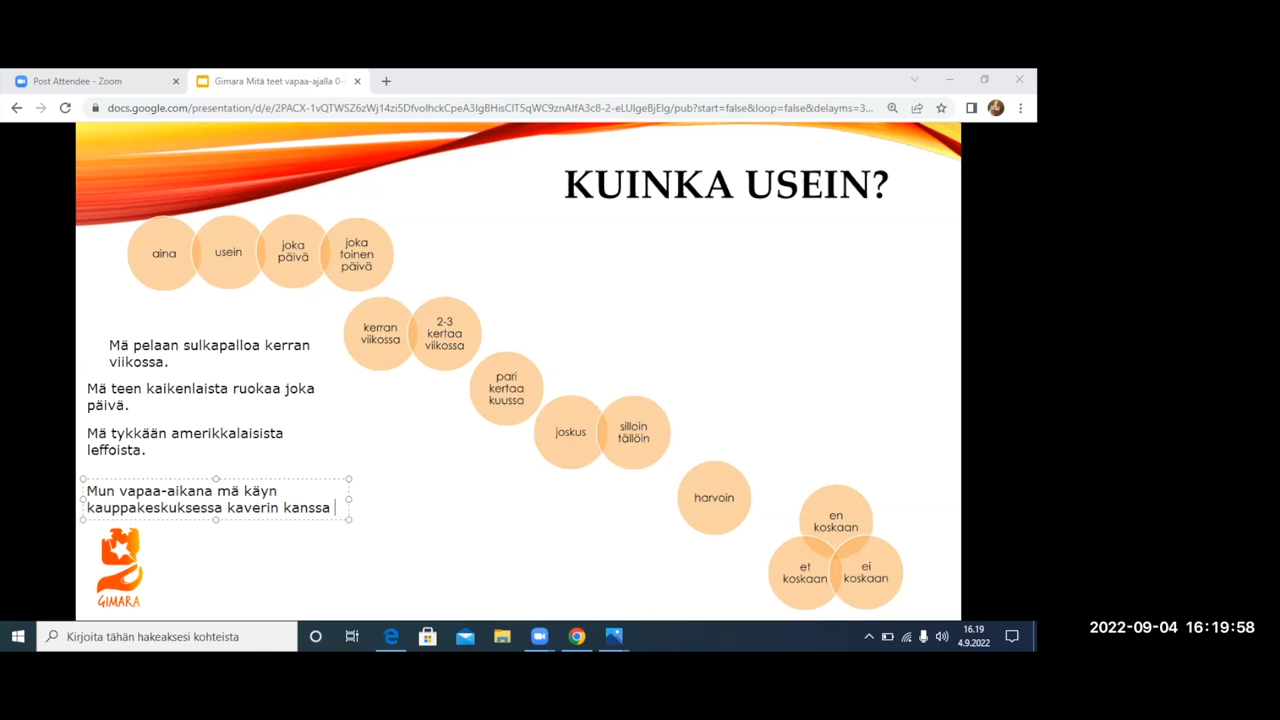 Post Attendee - Zoom
Gimara Mitä teet vapaa-ajalla 0-
docs.google.com/presentation/d/e/2PACX-1vQTWSZ6zWj14zi5DfvolhckCpeA3IgBHisClT5qWC9znAIfA3c8-2-eLUIgeBjEIg/pub?start=false&loop=false&delayms=3...
KUINKA USEIN?
aina
usein
joka
päivä
joka
toinen
päivä
kerran
viikossa
2-3
kertaa
viikossa
pari
kertaa
kuussa
joskus
silloin
tällöin
harvoin
en
koskaan
et
koskaan
ei
koskaan
Mä pelaan sulkapalloa kerran
viikossa.
Mä teen kaikenlaista ruokaa joka
päivä.
Mä tykkään amerikkalaisista
leffoista.
Mun vapaa-aikana mä käyn
kauppakeskuksessa kaverin kanssa
GIMARA
Kirjoita tähän hakeaksesi kohteista
16.19
4.9.2022
2022-09-04 16:19:58